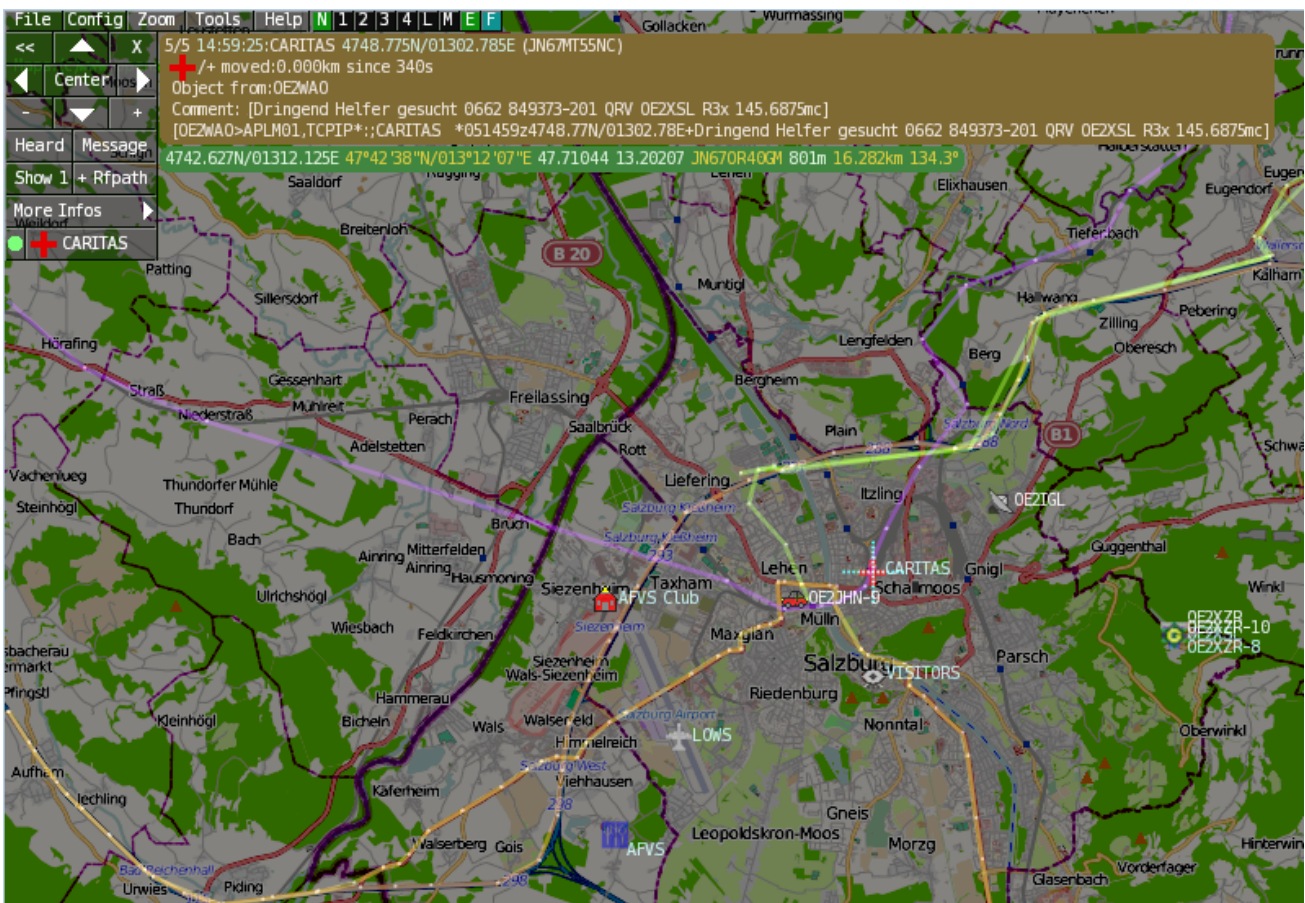 File Config Zoom Tools Help N 1 2 3 4 L M E F
<< X
Center
- +
Heard Message
Show 1 + Rfpath
More Infos
CARITAS
5/5 14:59:25:CARITAS 4748.775N/01302.785E (JN67MT55NC)
/+ moved:0.000km since 340s
Object from:OE2WAO
Comment: [Dringend Helfer gesucht 0662 849373-201 QRV OE2XSL R3x 145.6875mc]
[OE2WAO>APLM01,TCPIP*:;CARITAS *051459z4748.77N/01302.78E+Dringend Helfer gesucht 0662 849373-201 QRV OE2XSL R3x 145.6875mc]
4742.627N/01312.125E 47°42'38"N/013°12'07"E 47.71044 13.20207 JN67OR40GM 801m 16.282km 134.3°
Gollacken
Wurmassing
Saaldorf
Elixhausen
Eugendorf
Breitenloh
Tiefenbach
B 20
Patting
Kalham
Muntigl
Sillersdorf
Hallwang
Pebering
Zilling
Hörafing
Lengfelden
Berg
Oberesch
Gessenhart
Bergheim
Straß
Freilassing
Mühlreit
Niederstraß
Perach
Saalbrück
Salzburg Nord
Plain
288
B1
Adelstetten
Rott
Vachenlueg
Thundorfer Mühle
Liefering
Itzling
Steinhögl
Thundorf
Salzburg Kleßheim
OE2IGL
Bruch
Bach
Salzburg Kleßheim
Mitterfelden
Guggenthal
Ainring
293
Ainring
Lehen
CARITAS
Gnigl
Hausmoning
Siezenheim
Taxham
Schallmoos
Winkl
Ulrichshögl
AFVS Club
OE2JHN-9
Mülln
OE2XZR
Wiesbach
Siezenheim
OE2XZR-10
Feldkirchen
Maxglan
OE2XZR-8
Siezenheim
Salzburg
Parsch
Wals-Siezenheim
VISITORS
Hammerau
Riedenburg
Kleinhögl
Bicheln
Wals
Walserfeld
Salzburg Airport
Nonntal
Oberwinkl
Himmelreich
LOWS
Aufham
Salzburg West
Käferheim
Viehhausen
Jechling
298
Gneis
Walserberg
Gois
AFVS
Leopoldskron-Moos
Morzg
Bad Reichenhall
Vorderfager
Urwies
Piding
298
Glasenbach